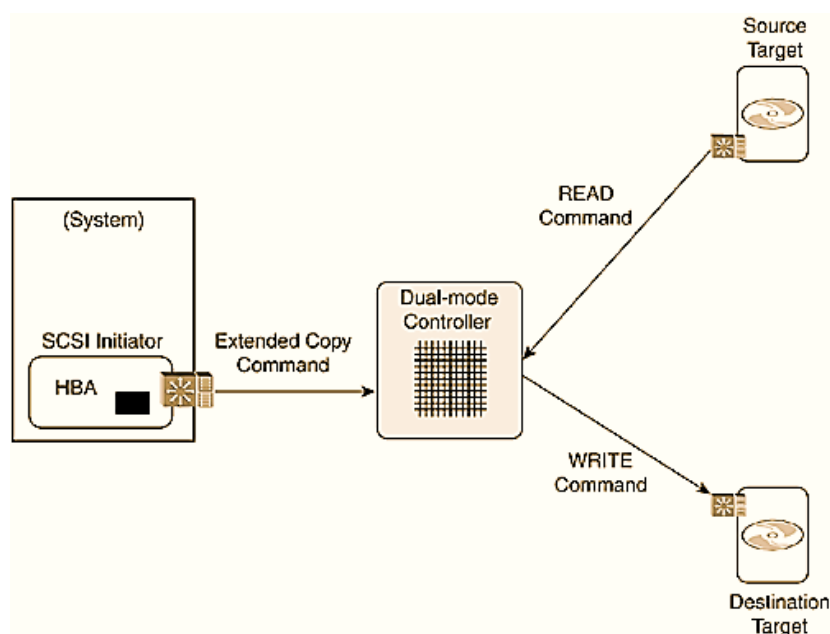 Source
Target
READ
Command
(System)
Dual-mode
Controller
SCSI Initiator
Extended Copy
Command
HBA
WRITE
Command
Destination
Target